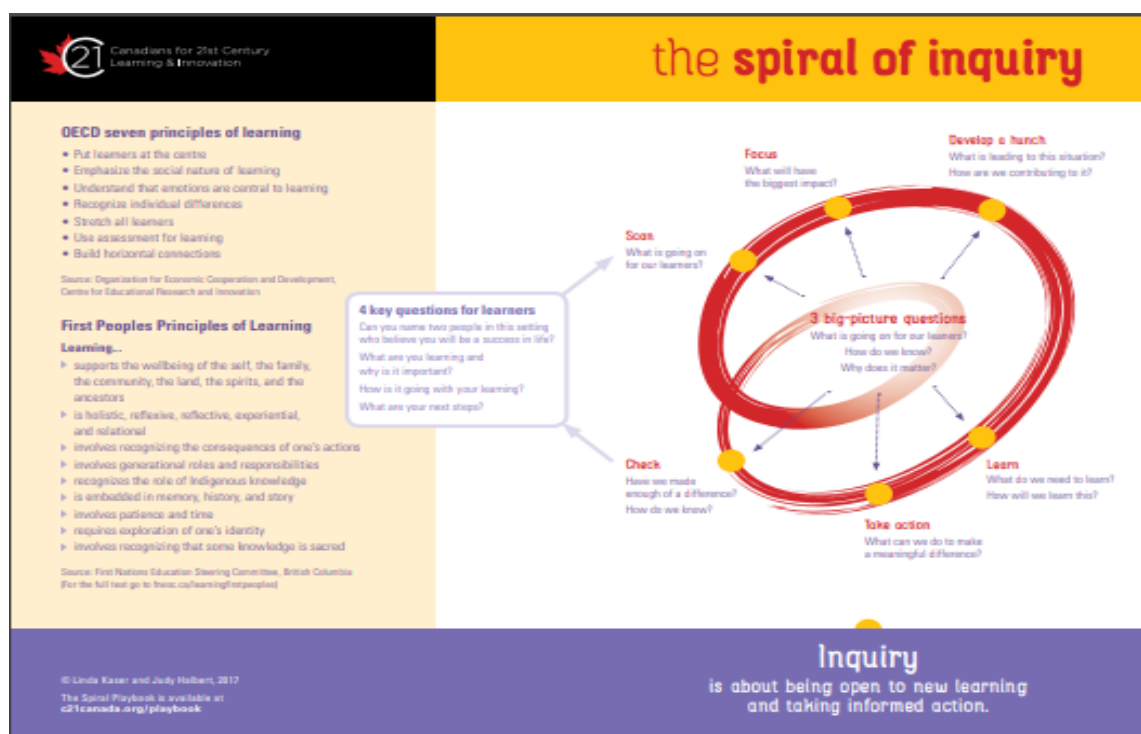 C21 Canadians for 21st Century
Learning & Innovation
the spiral of inquiry
OECD seven principles of learning
• Put learners at the centre
• Emphasize the social nature of learning
• Understand that emotions are central to learning
• Recognize individual differences
• Stretch all learners
• Use assessment for learning
• Build horizontal connections
Source: Organization for Economic Cooperation and Development,
Centre for Educational Research and Innovation
First Peoples Principles of Learning
Learning...
supports the wellbeing of the self, the family,
the community, the land, the spirits, and the
ancestors
is holistic, reflexive, reflective, experiential,
and relational
involves recognizing the consequences of one's actions
involves generational roles and responsibilities
recognizes the role of Indigenous knowledge
is embedded in memory, history, and story
involves patience and time
requires exploration of one's identity
involves recognizing that some knowledge is sacred
Source: First Nations Education Steering Committee, British Columbia
(For the full text go to fnesc.ca/learningfirstpeoples)
4 key questions for learners
Can you name two people in this setting
who believe you will be a success in life?
What are you learning and
why is it important?
How is it going with your learning?
What are your next steps?
Scan
What is going on
for our learners?
Focus
What will have
the biggest impact?
Develop a hunch
What is leading to this situation?
How are we contributing to it?
3 big-picture questions
What is going on for our learners?
How do we know?
Why does it matter?
Learn
What do we need to learn?
How will we learn this?
Take action
What can we do to make
a meaningful difference?
Check
Have we made
enough of a difference?
How do we know?
© Linda Kaser and Judy Halbert, 2017
The Spiral Playbook is available at
c21canada.org/playbook
Inquiry
is about being open to new learning
and taking informed action.